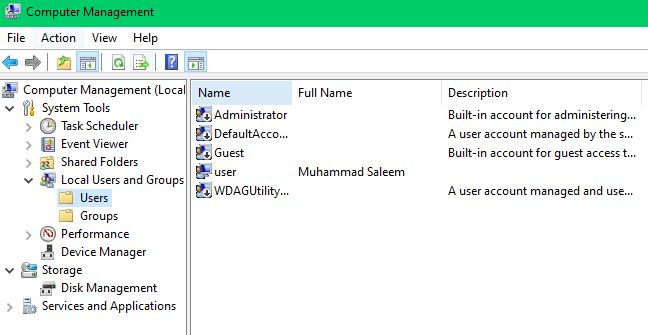 Computer Management
File Action View Help
Computer Management (Local
System Tools
Task Scheduler
Event Viewer
Shared Folders
Local Users and Groups
Users
Groups
Performance
Device Manager
Storage
Disk Management
Services and Applications
Name Full Name Description
Administrator Built-in account for administering...
DefaultAcco... A user account managed by the s...
Guest Built-in account for guest access t...
user Muhammad Saleem
WDAGUtility... A user account managed and use...